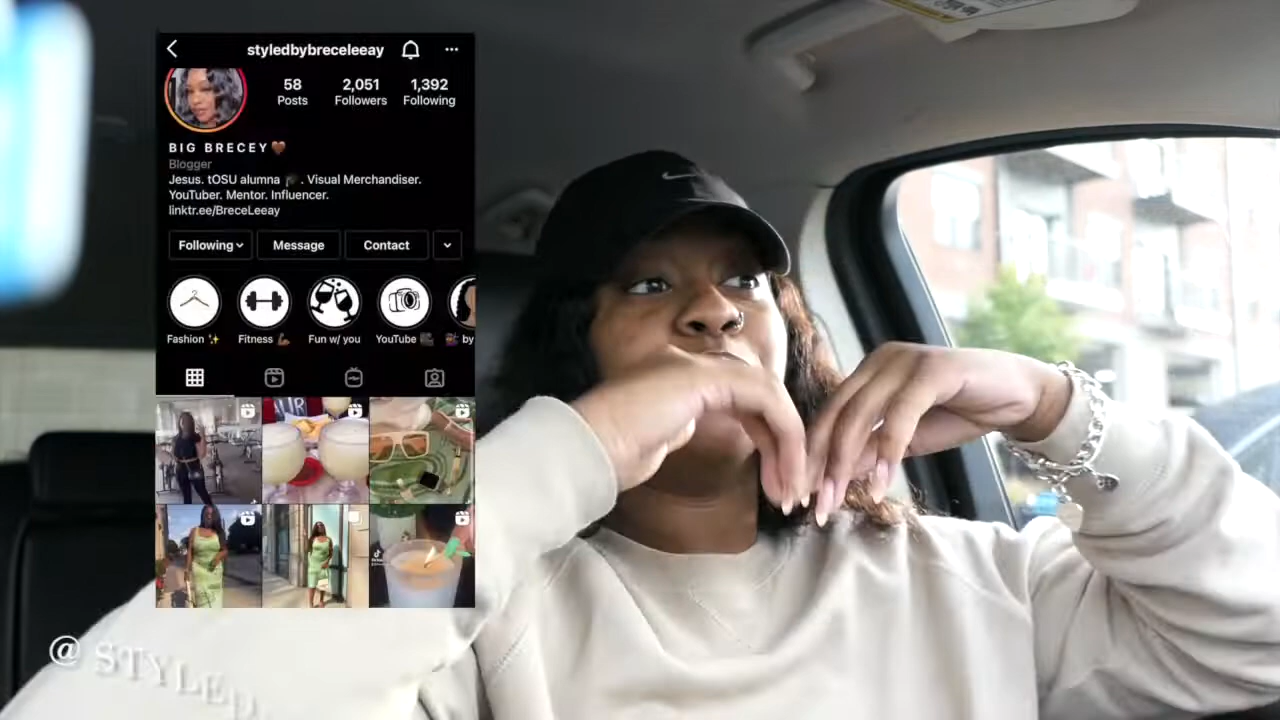 styledbybreceleeay
58
2,051
1,392
Posts
Followers
Following
BIG BRECEY🤎
Blogger
Jesus. tOSU alumna 🎓. Visual Merchandiser.
YouTuber. Mentor. Influencer.
linktr.ee/BreceLeeay
Following
Message
Contact
Fashion ✨
Fitness 💪🏾
Fun w/ you
YouTube
by
@ STYLED